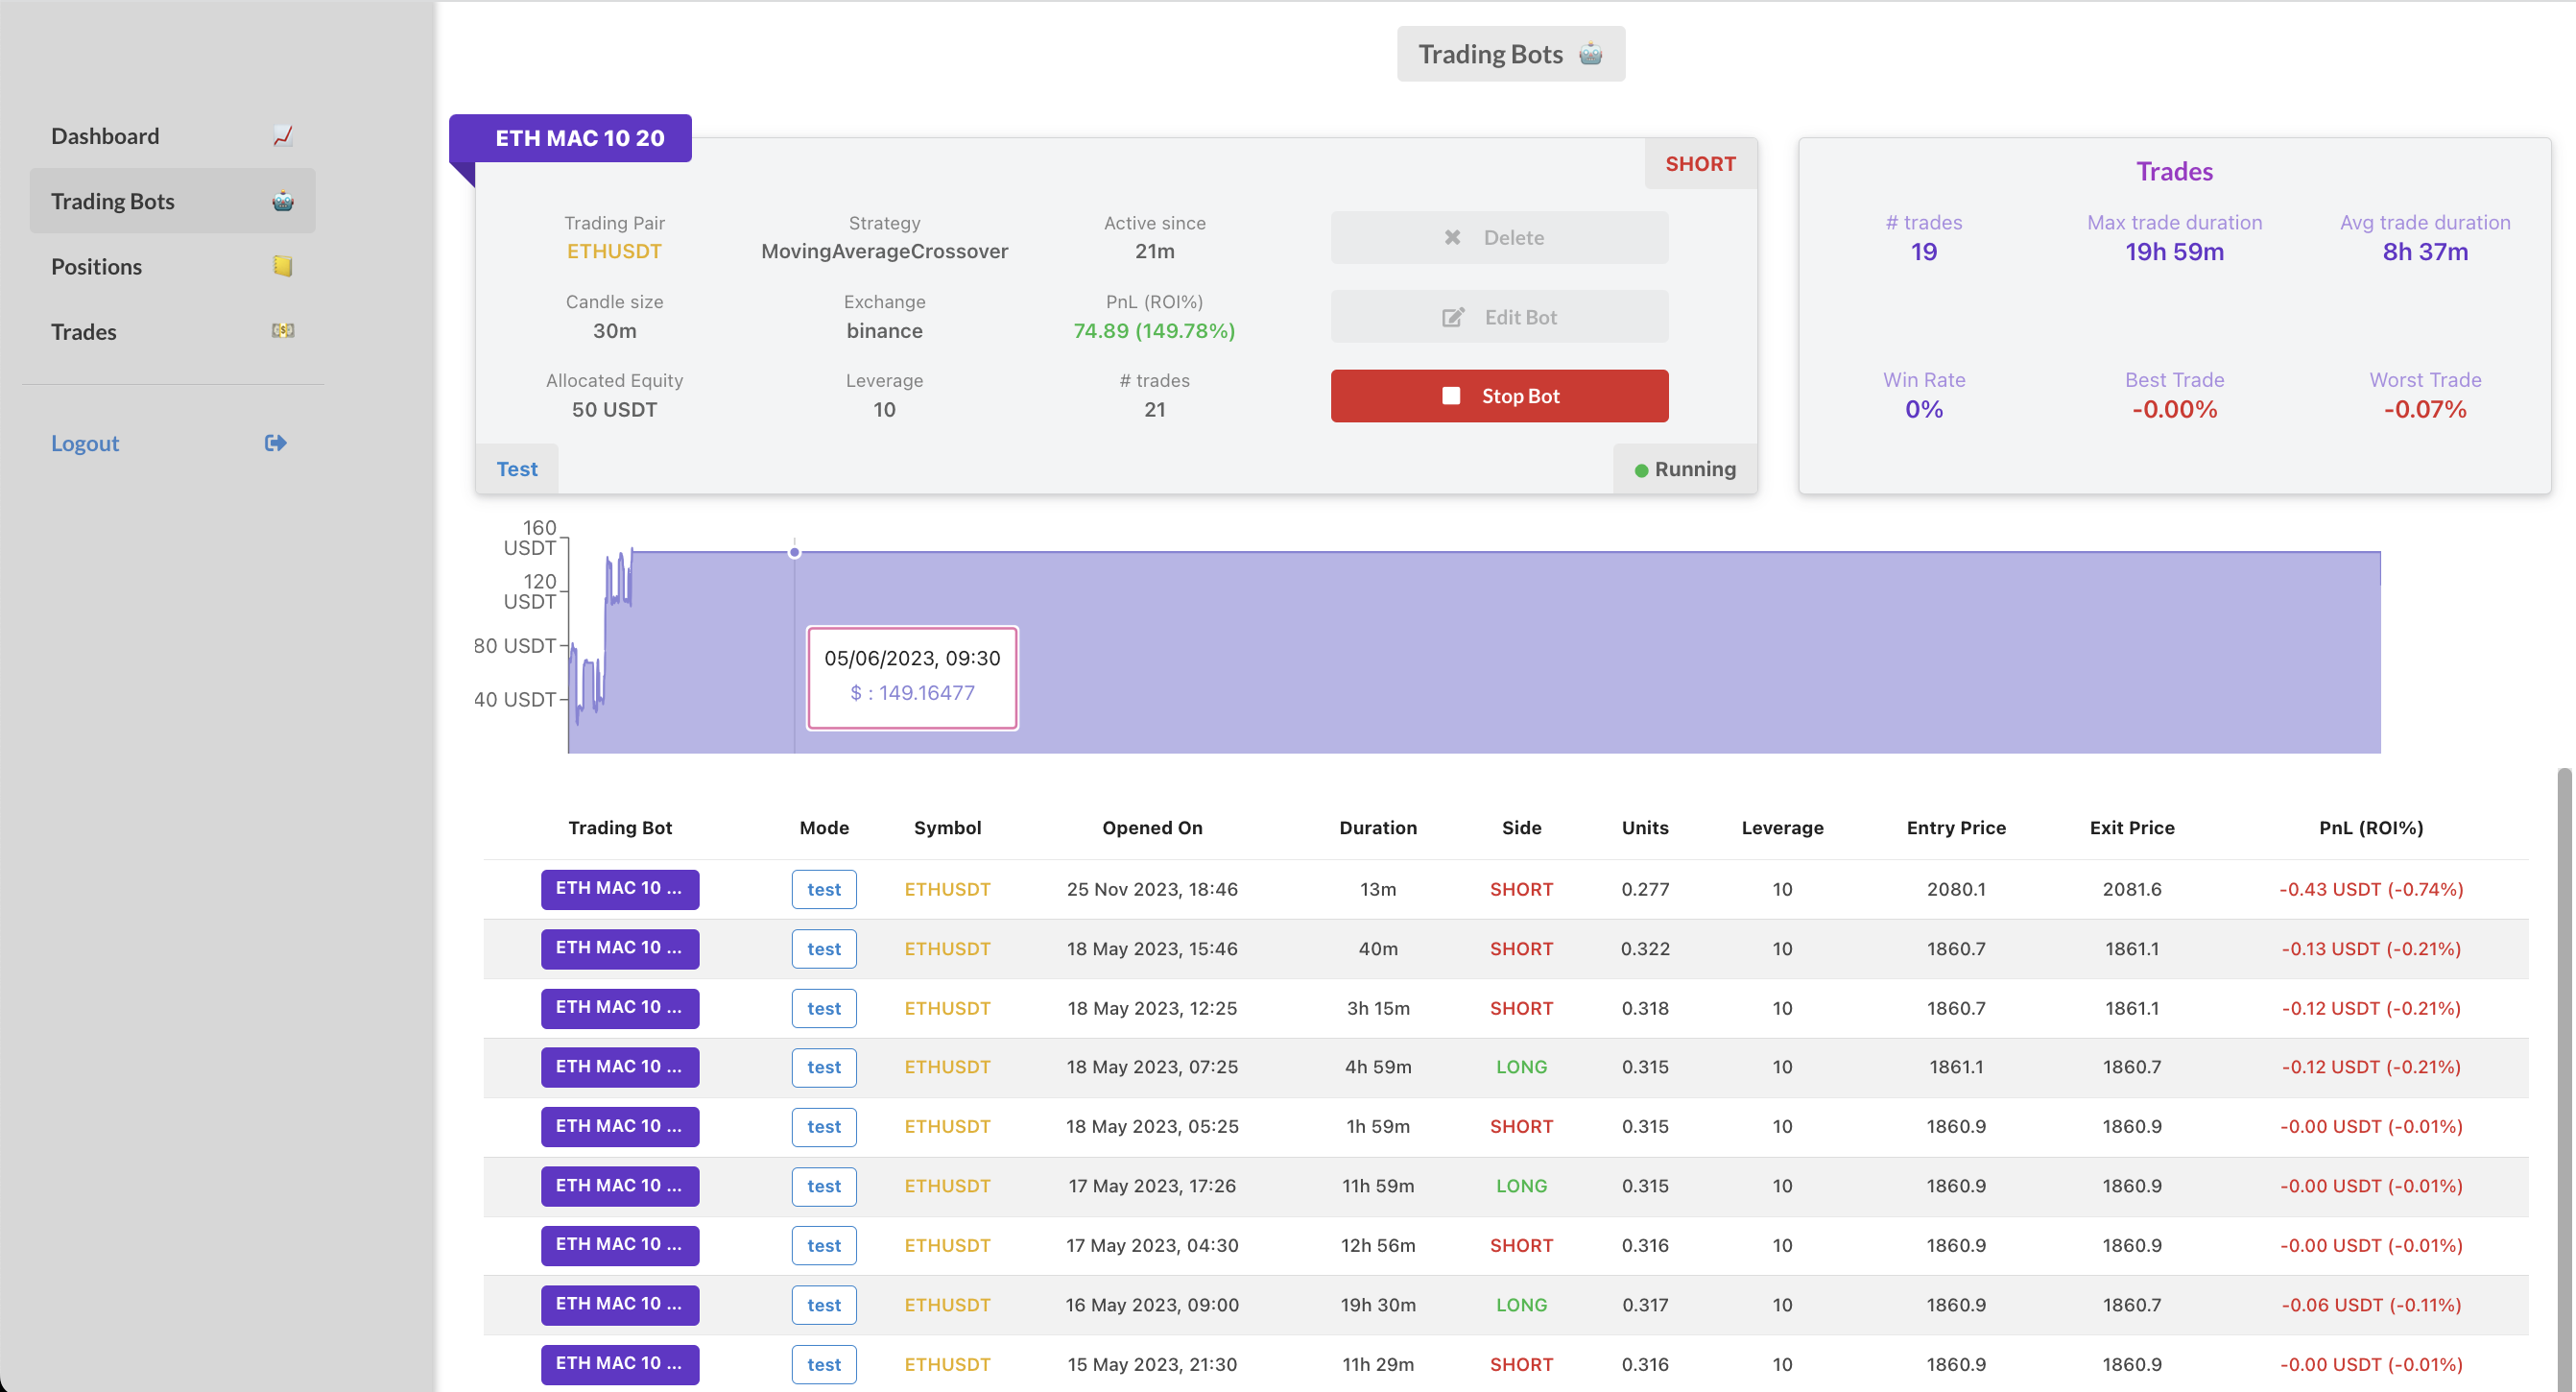 Trading Bots
Dashboard
Trading Bots
Positions
Trades
Logout
ETH MAC 10 20
SHORT
Trading Pair Strategy Active since
ETHUSDT MovingAverageCrossover 21m
Delete
Candle size Exchange PnL (ROI%)
30m binance 74.89 (149.78%)
Edit Bot
Allocated Equity Leverage # trades
50 USDT 10 21
Stop Bot
Test
Running
Trades
# trades Max trade duration Avg trade duration
19 19h 59m 8h 37m
Win Rate Best Trade Worst Trade
0% -0.00% -0.07%
160
USDT
120
USDT
80 USDT
40 USDT
05/06/2023, 09:30
$ : 149.16477
Trading Bot Mode Symbol Opened On Duration Side Units Leverage Entry Price Exit Price PnL (ROI%)
ETH MAC 10 ... test ETHUSDT 25 Nov 2023, 18:46 13m SHORT 0.277 10 2080.1 2081.6 -0.43 USDT (-0.74%)
ETH MAC 10 ... test ETHUSDT 18 May 2023, 15:46 40m SHORT 0.322 10 1860.7 1861.1 -0.13 USDT (-0.21%)
ETH MAC 10 ... test ETHUSDT 18 May 2023, 12:25 3h 15m SHORT 0.318 10 1860.7 1861.1 -0.12 USDT (-0.21%)
ETH MAC 10 ... test ETHUSDT 18 May 2023, 07:25 4h 59m LONG 0.315 10 1861.1 1860.7 -0.12 USDT (-0.21%)
ETH MAC 10 ... test ETHUSDT 18 May 2023, 05:25 1h 59m SHORT 0.315 10 1860.9 1860.9 -0.00 USDT (-0.01%)
ETH MAC 10 ... test ETHUSDT 17 May 2023, 17:26 11h 59m LONG 0.315 10 1860.9 1860.9 -0.00 USDT (-0.01%)
ETH MAC 10 ... test ETHUSDT 17 May 2023, 04:30 12h 56m SHORT 0.316 10 1860.9 1860.9 -0.00 USDT (-0.01%)
ETH MAC 10 ... test ETHUSDT 16 May 2023, 09:00 19h 30m LONG 0.317 10 1860.9 1860.7 -0.06 USDT (-0.11%)
ETH MAC 10 ... test ETHUSDT 15 May 2023, 21:30 11h 29m SHORT 0.316 10 1860.9 1860.9 -0.00 USDT (-0.01%)